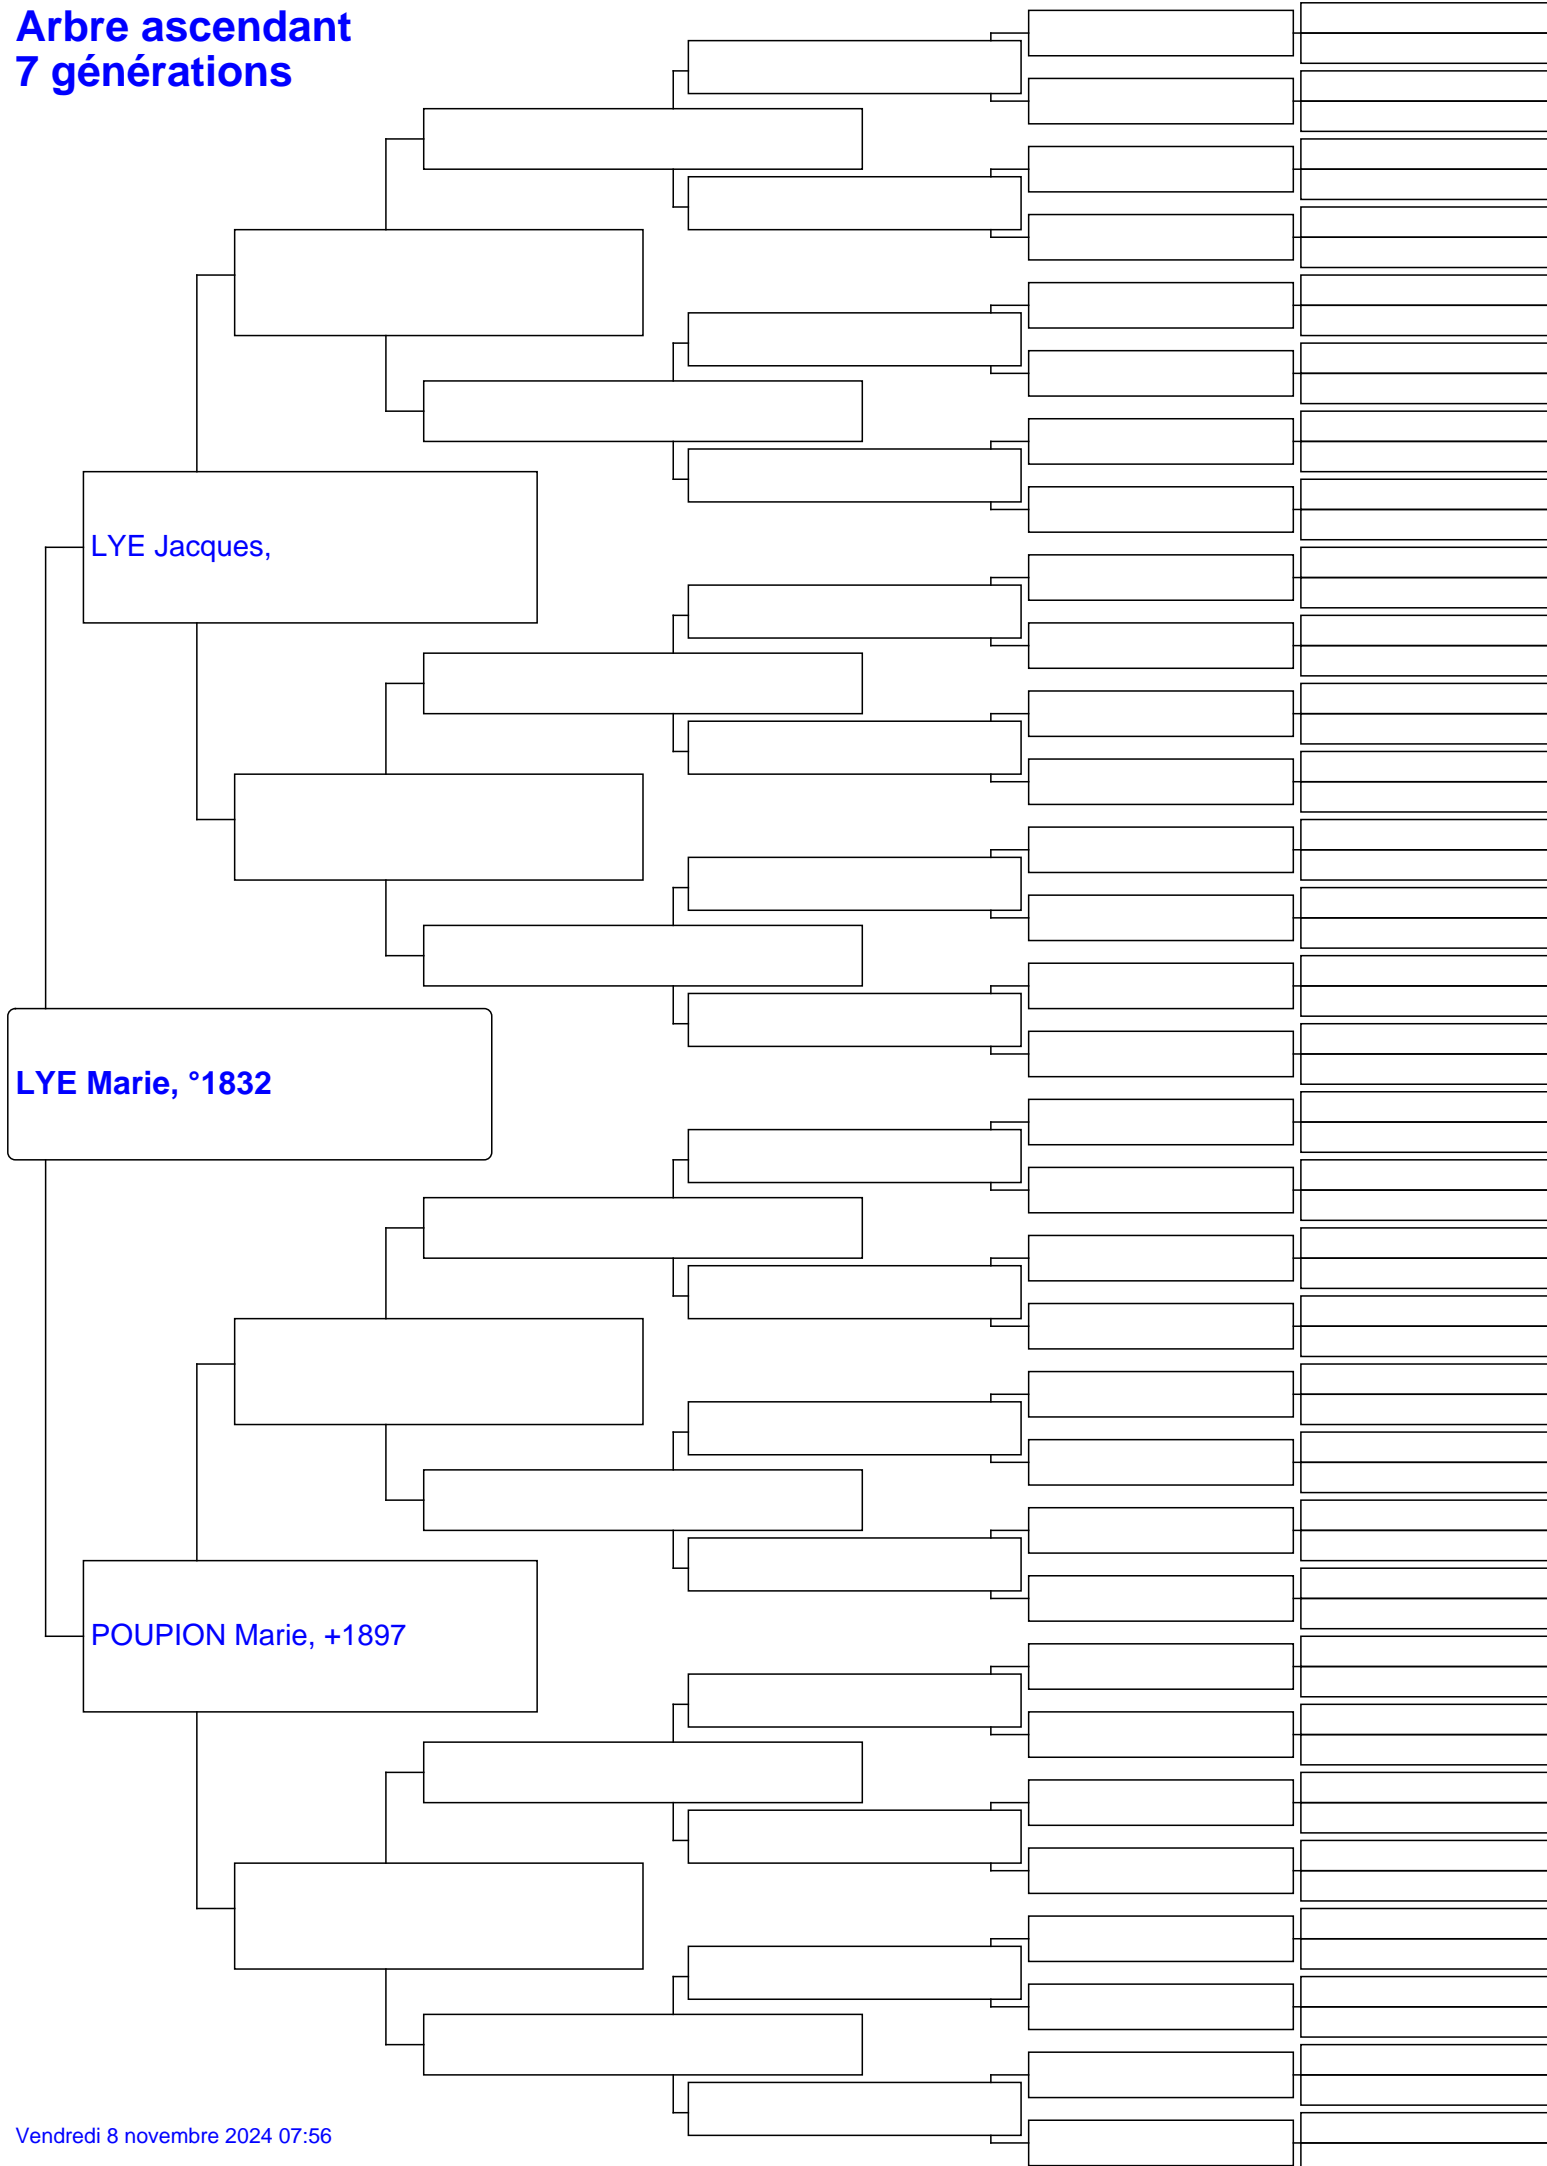 Arbre ascendant
7 générations
LYE Jacques,
LYE Marie, °1832
POUPION Marie, +1897
Vendredi 8 novembre 2024 07:56